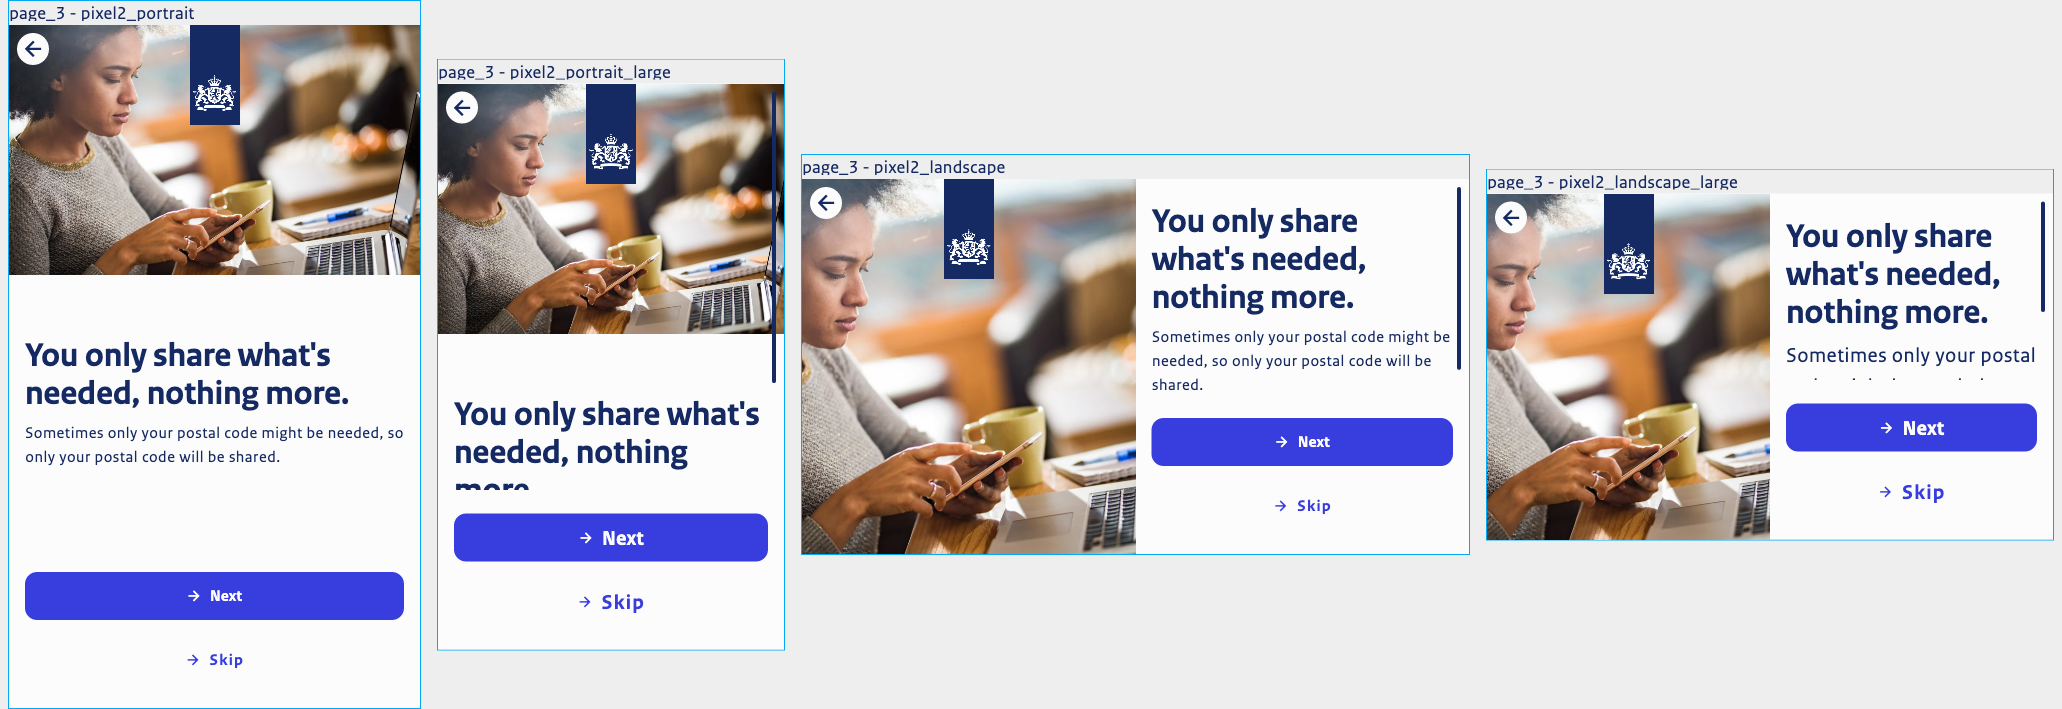 page_3 - pixel2_portrait
You only share what's
needed, nothing more.
Sometimes only your postal code might be needed, so
only your postal code will be shared.
Next
Skip
page_3 - pixel2_portrait_large
You only share what's
needed, nothing
more
Next
Skip
page_3 - pixel2_landscape
You only share
what's needed,
nothing more.
Sometimes only your postal code might be
needed, so only your postal code will be
shared.
Next
Skip
page_3 - pixel2_landscape_large
You only share
what's needed,
nothing more.
Sometimes only your postal
Next
Skip